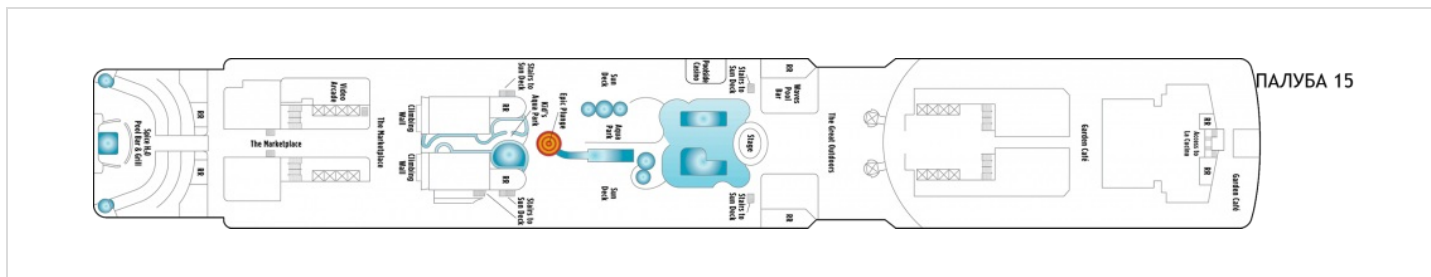 ПАЛУБА 15
Spice H₂O
Pool Bar & Grill
RR
RR
Video
Arcade
The Marketplace
The Marketplace
Climbing
Wall
Climbing
Wall
Stairs to
Sun Deck
RR
Kid's
Aqua Park
Epic Plunge
RR
Stairs to
Sun Deck
Sun
Deck
Aqua
Park
Sun
Deck
Poolside
Casino
Stairs to
Sun Deck
Stage
Stairs to
Sun Deck
RR
Waves
Pool
Bar
RR
The Great Outdoors
Garden Café
RR
Access to
La Cucina
RR
Garden Café